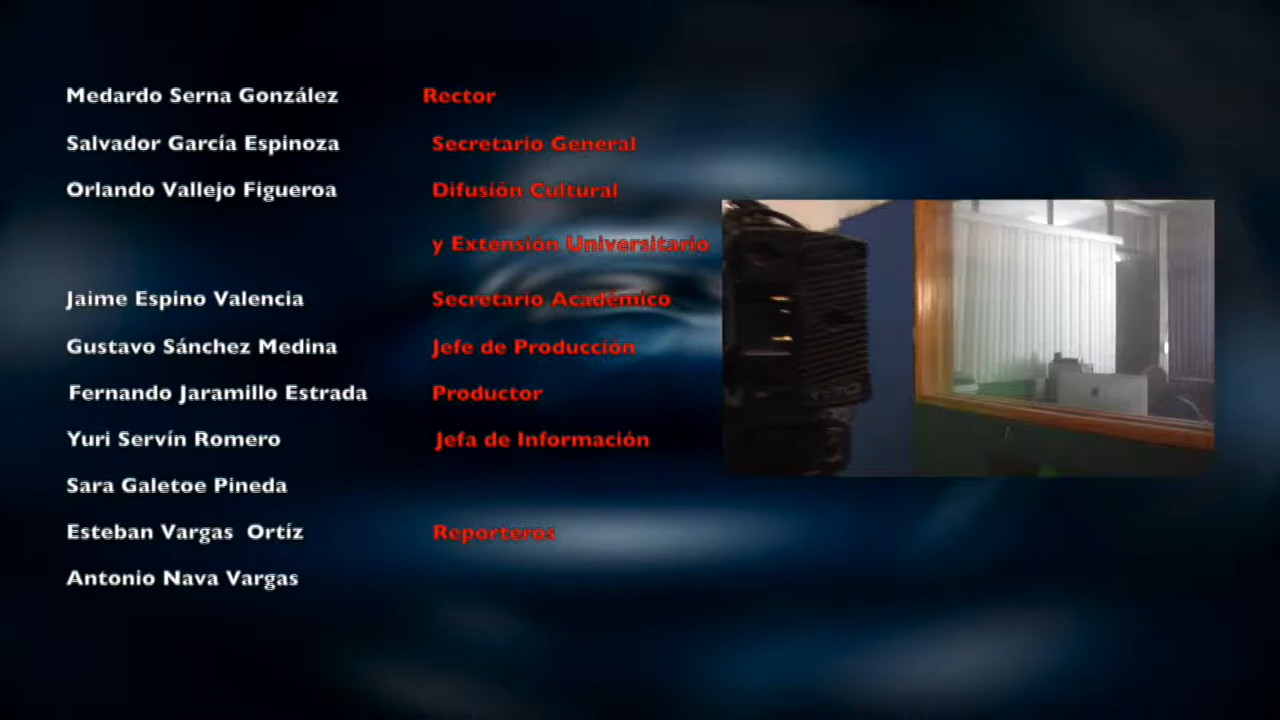 Medardo Serna González Rector
Salvador García Espinoza Secretario General
Orlando Vallejo Figueroa Difusión Cultural
y Extensión Universitario
Jaime Espino Valencia Secretario Académico
Gustavo Sánchez Medina Jefe de Producción
Fernando Jaramillo Estrada Productor
Yuri Servín Romero Jefa de Información
Sara Galetoe Pineda
Esteban Vargas Ortíz Reporteros
Antonio Nava Vargas